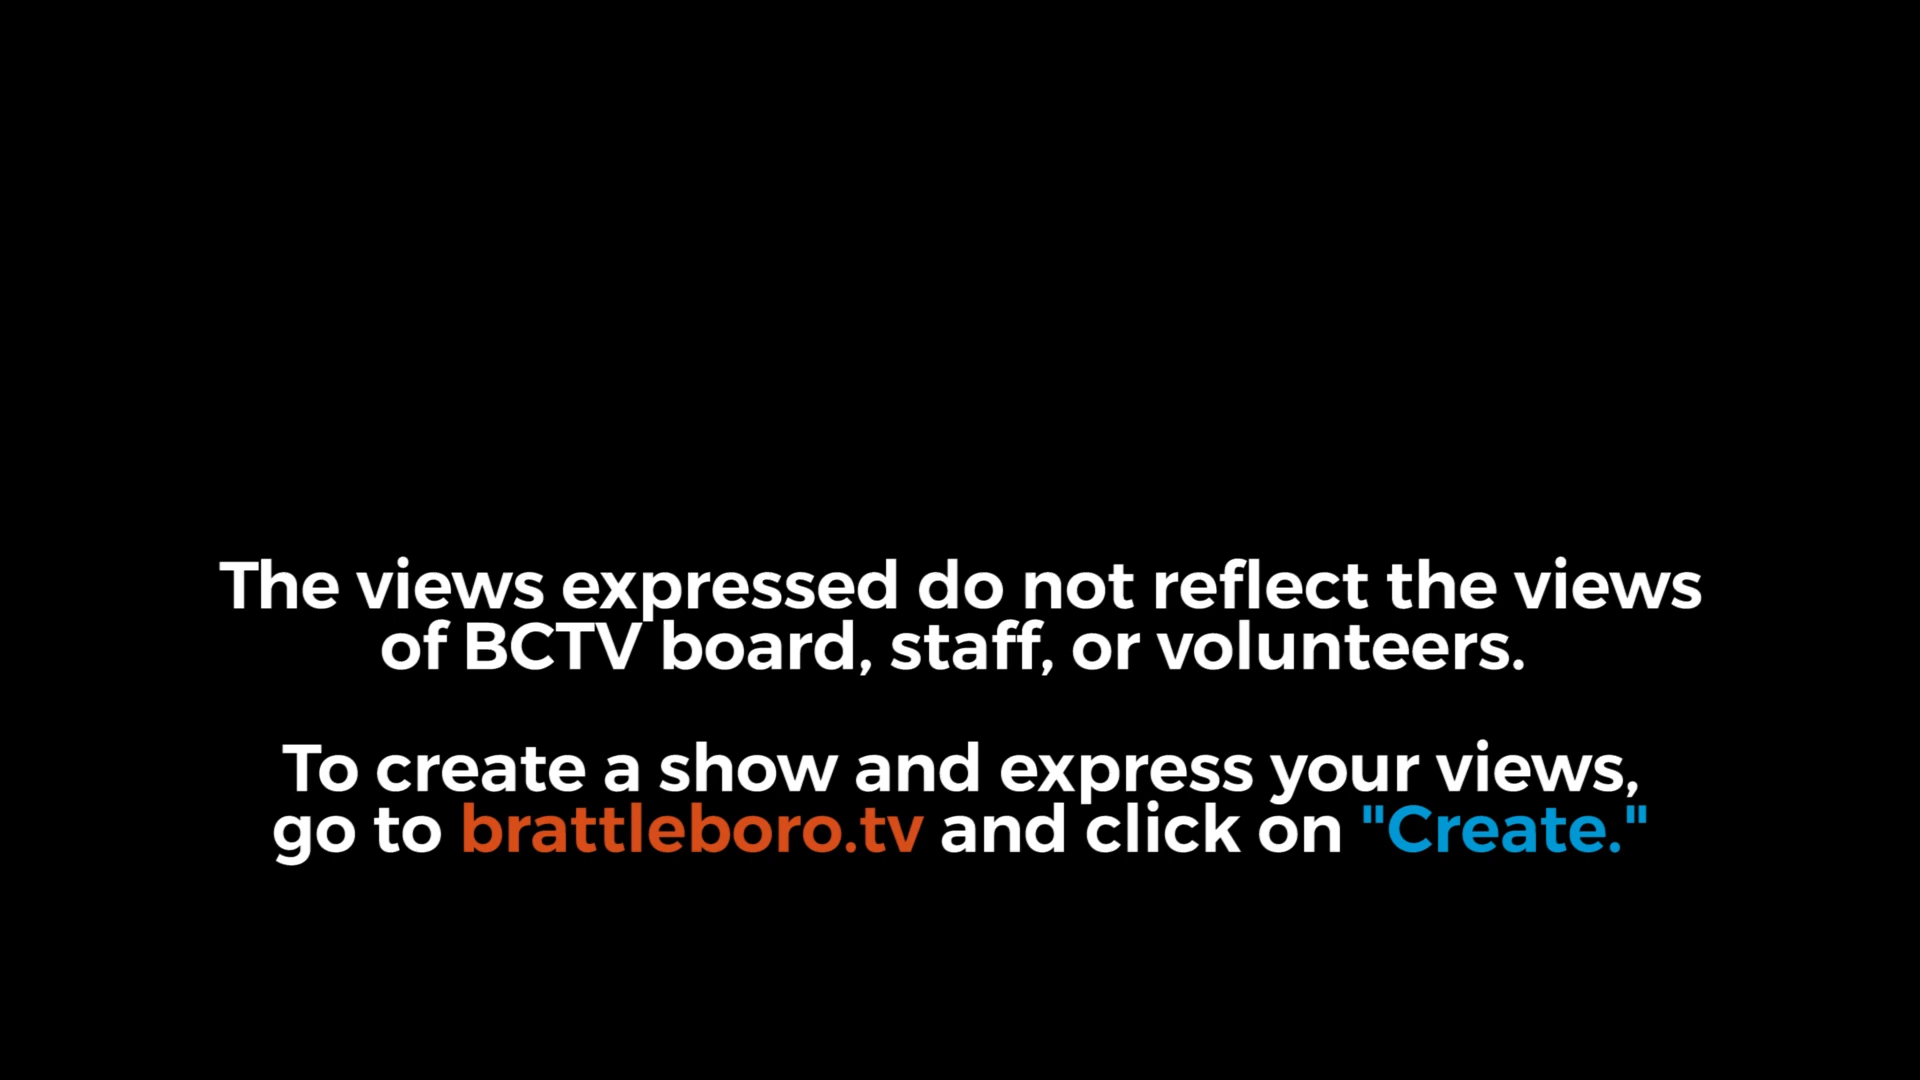 The views expressed do not reflect the views
of BCTV board, staff, or volunteers.
To create a show and express your views,
go to brattleboro.tv and click on "Create."